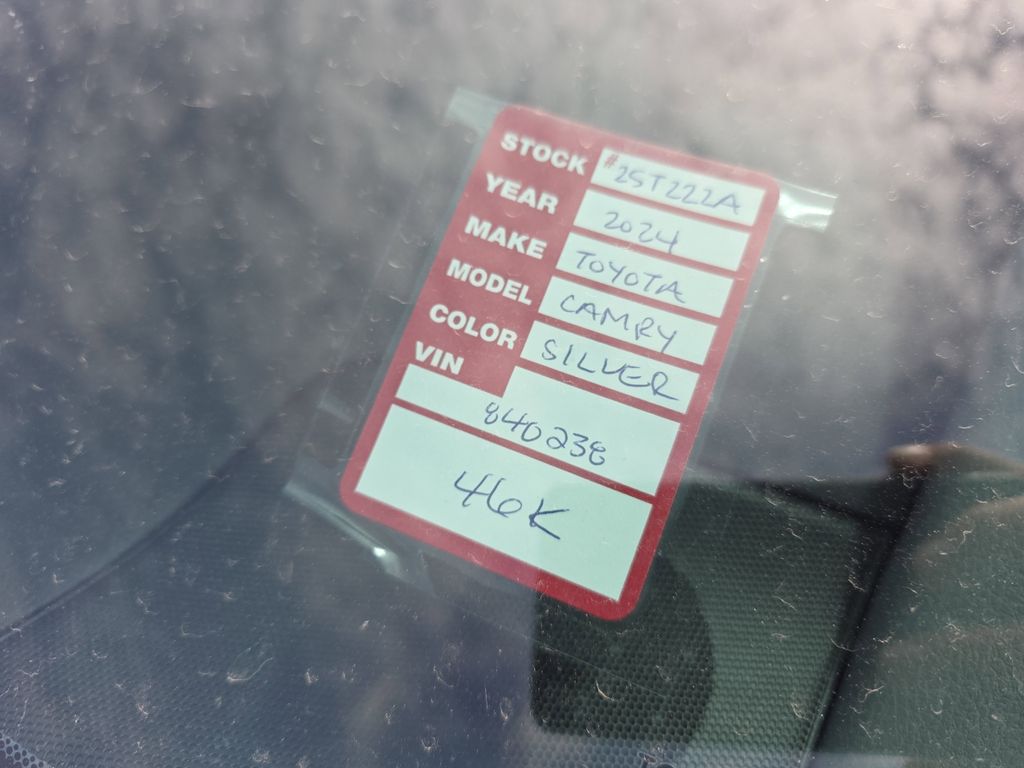 STOCK #25T222A
YEAR 2024
MAKE TOYOTA
MODEL CAMRY
COLOR SILVER
VIN
840238
46K